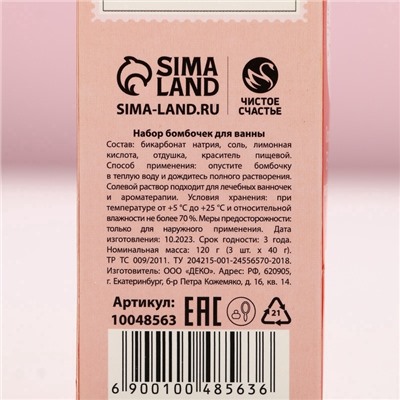 SIMA
LAND
SIMA-LAND.RU
ЧИСТОЕ
СЧАСТЬЕ
Набор бомбочек для ванны
Состав: бикарбонат натрия, соль, лимонная
кислота, отдушка, краситель пищевой.
Способ применения: опустите бомбочку
в теплую воду и дождитесь полного растворения.
Солевой раствор подходит для лечебных ванночек
и ароматерапии. Условия хранения: при
температуре от +5 °С до +25 °С и относительной
влажности не более 70 %. Меры предосторожности:
только для наружного применения. Дата
изготовления: 10.2023. Срок годности: 3 года.
Номинальная масса: 120 г (3 шт. х 40 г).
ТР ТС 009/2011. ТУ 204215-001-24556570-2018.
Изготовитель: ООО «ДЕКО». Адрес: РФ, 620905,
г. Екатеринбург, б-р Петра Кожемяко, д. 16, кв. 14.
Артикул:
10048563
EAC
21
6 900100 485636